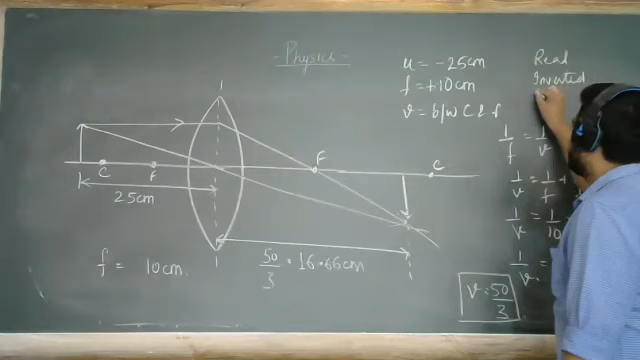 - Physics -
u = -25cm
f = +10cm
v = b/w C & f
Real
Inverted
F
C
C
F
25cm
f = 10cm.
50/3 = 16.66cm
1/f = 1/v
1/v = 1/f +
1/v = 1/10
1/v =
v = 50/3